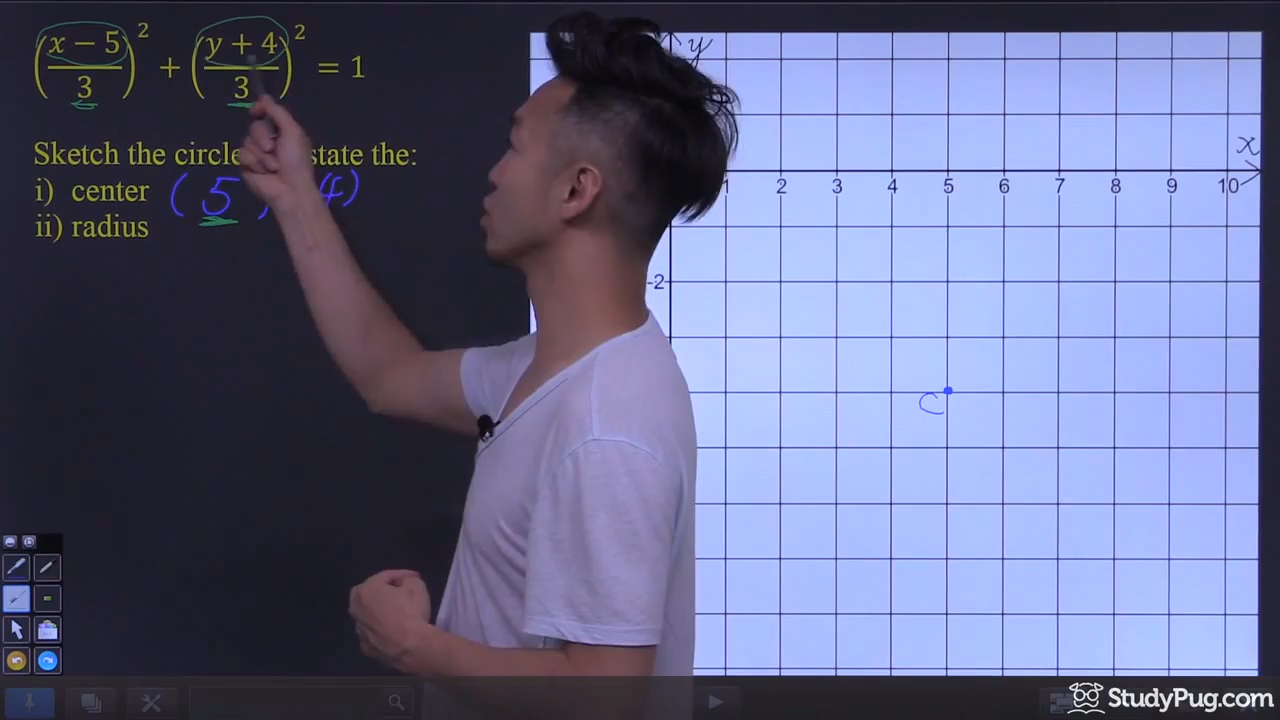 ((x − 5)/3)² + ((y + 4)/3)² = 1
Sketch the circle state the:
i) center (5, 4)
ii) radius
y
x
1 2 3 4 5 6 7 8 9 10
-2
C
StudyPug.com